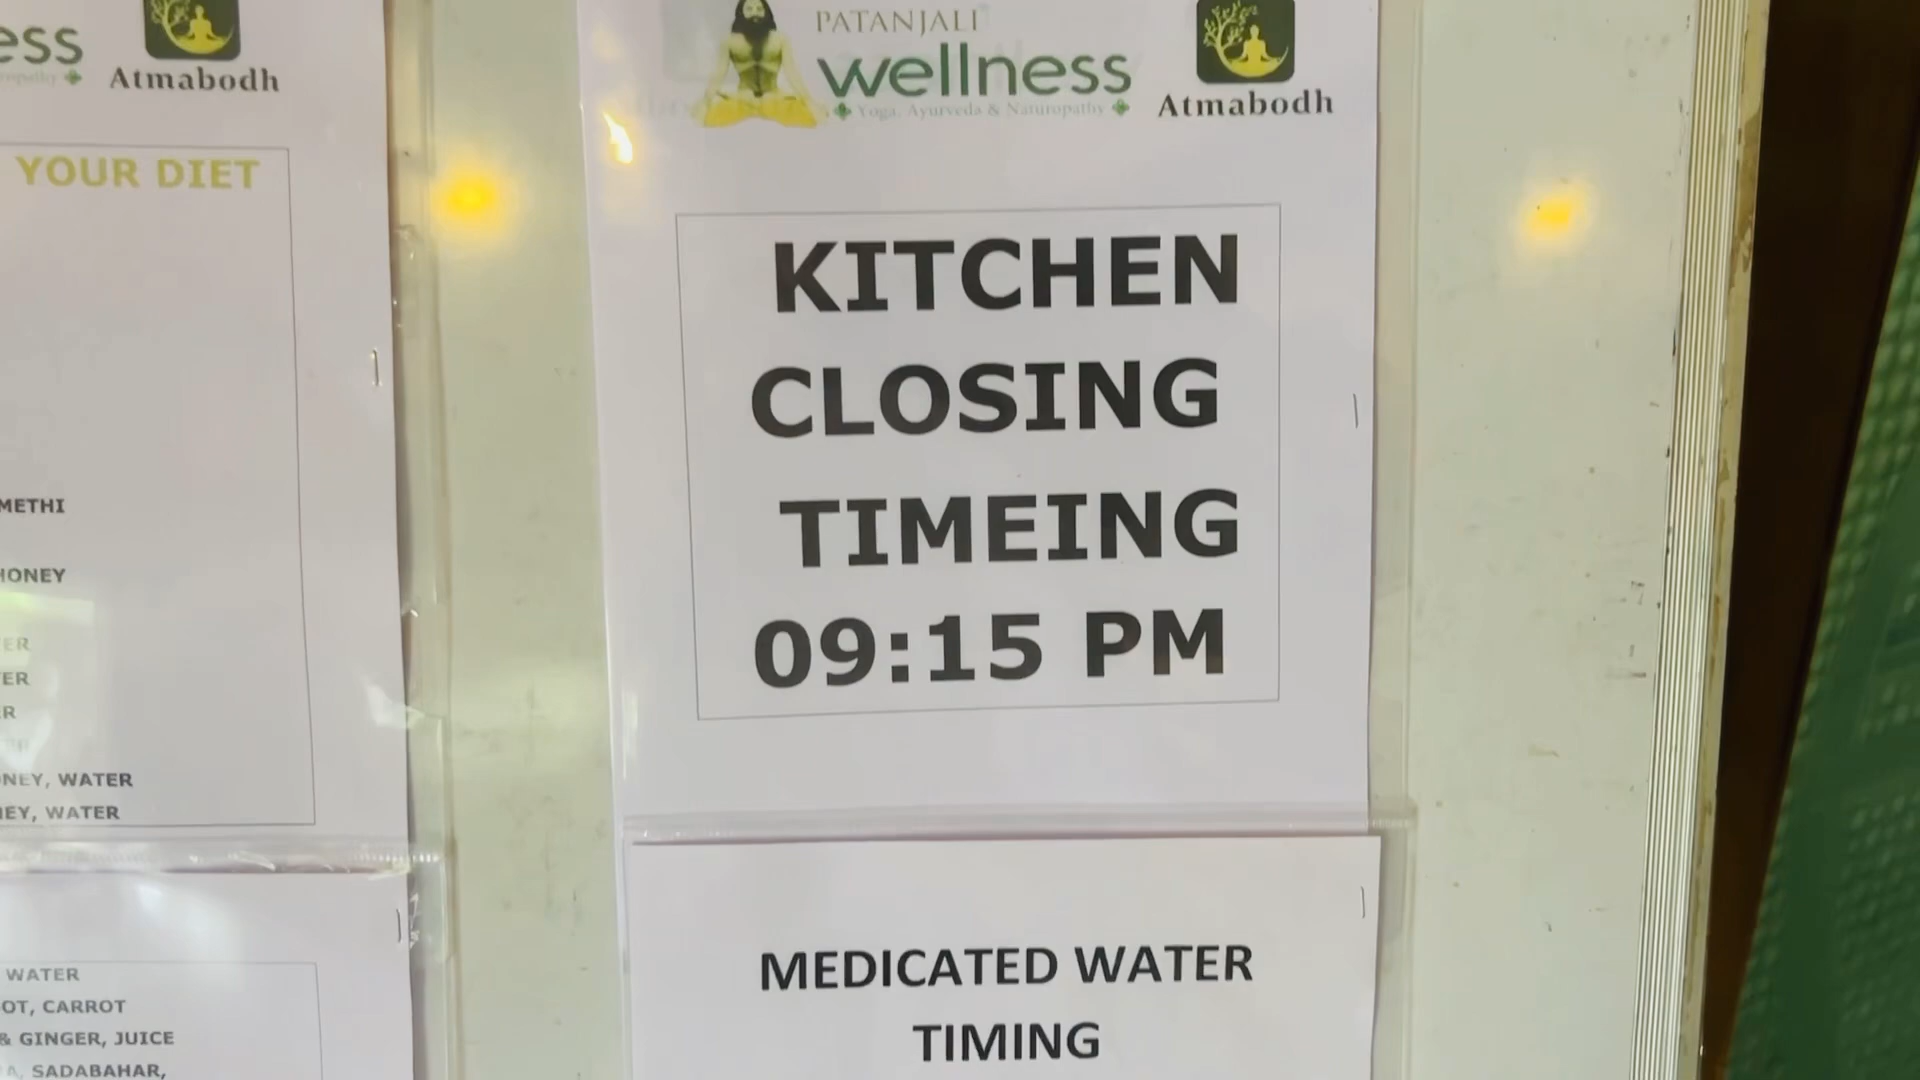 ess
Atmabodh
YOUR DIET
METHI
HONEY
ER
ER
R
NEY, WATER
EY, WATER
WATER
OT, CARROT
& GINGER, JUICE
A, SADABAHAR,
PATANJALI
wellness
Yoga, Ayurveda & Naturopathy
Atmabodh
KITCHEN
CLOSING
TIMEING
09:15 PM
MEDICATED WATER
TIMING